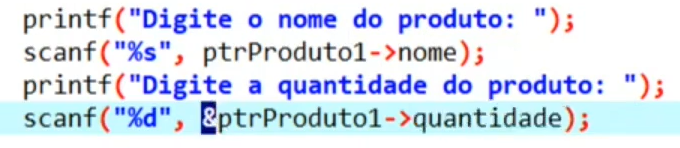 printf("Digite o nome do produto: ");
scanf("%s", ptrProduto1->nome);
printf("Digite a quantidade do produto: ");
scanf("%d", &ptrProduto1->quantidade);